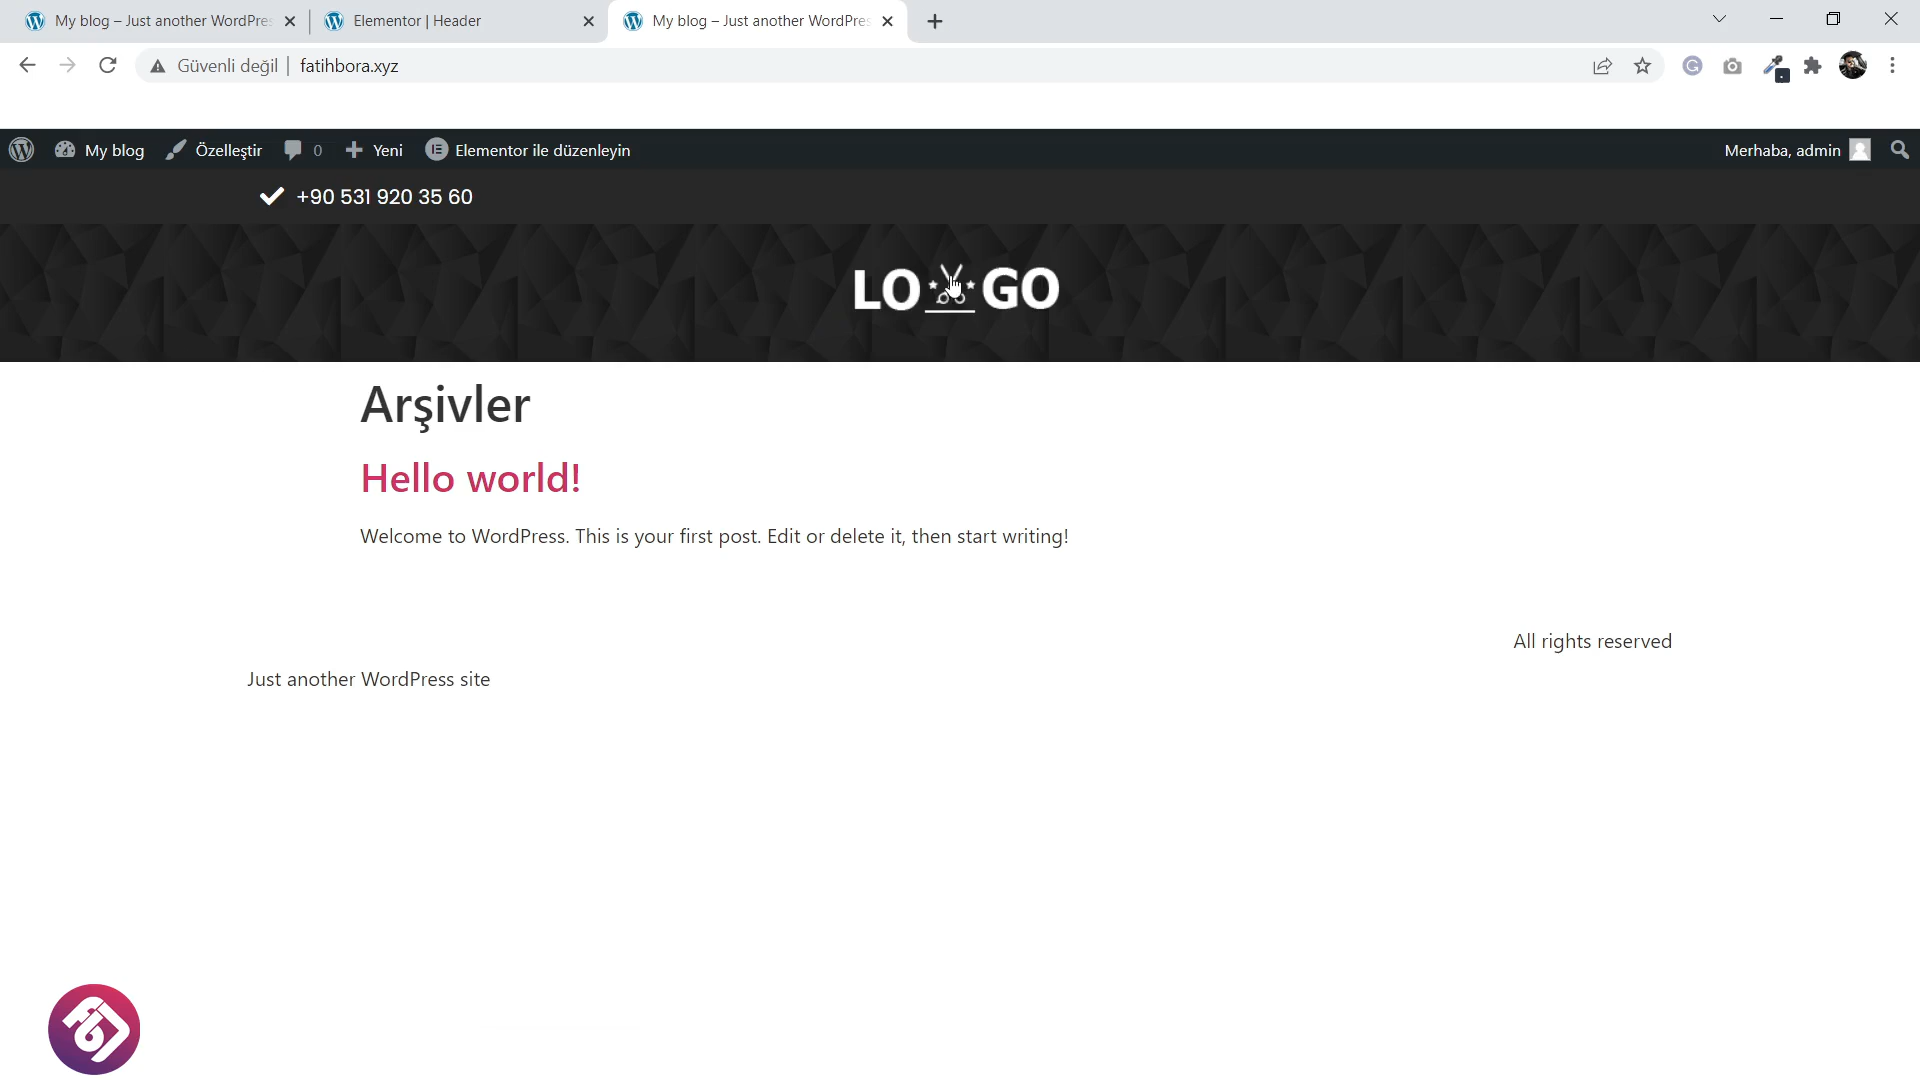 My blog – Just another WordPre
Elementor | Header
My blog – Just another WordPre
Güvenli değil
fatihbora.xyz
My blog
Özelleştir
0
Yeni
Elementor ile düzenleyin
Merhaba, admin
+90 531 920 35 60
LO GO
Arşivler
Hello world!
Welcome to WordPress. This is your first post. Edit or delete it, then start writing!
All rights reserved
Just another WordPress site